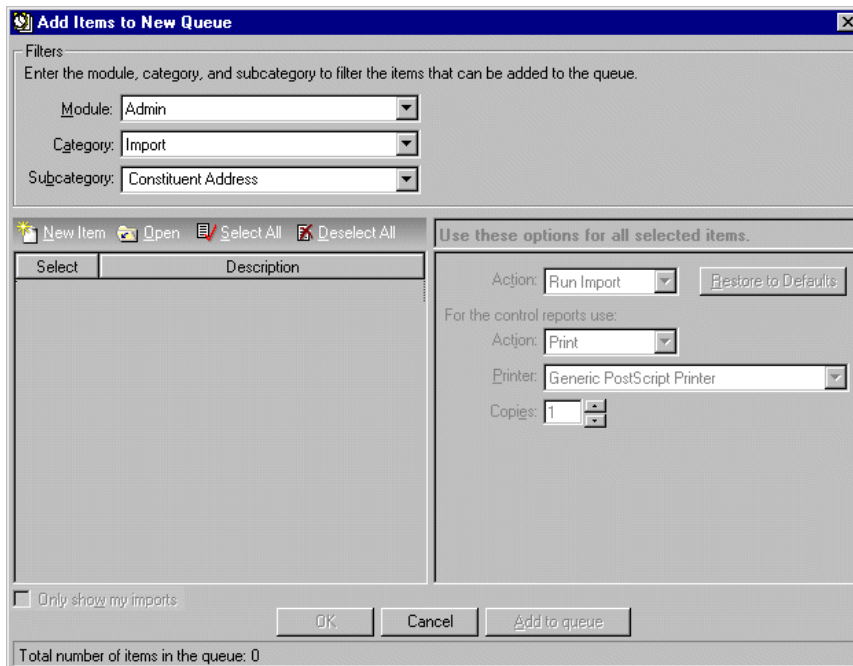 Add Items to New Queue
Filters
Enter the module, category, and subcategory to filter the items that can be added to the queue.
Module: Admin
Category: Import
Subcategory: Constituent Address
New Item Open Select All Deselect All
Select Description
Use these options for all selected items.
Action: Run Import Restore to Defaults
For the control reports use:
Action: Print
Printer: Generic PostScript Printer
Copies: 1
Only show my imports
OK Cancel Add to queue
Total number of items in the queue: 0